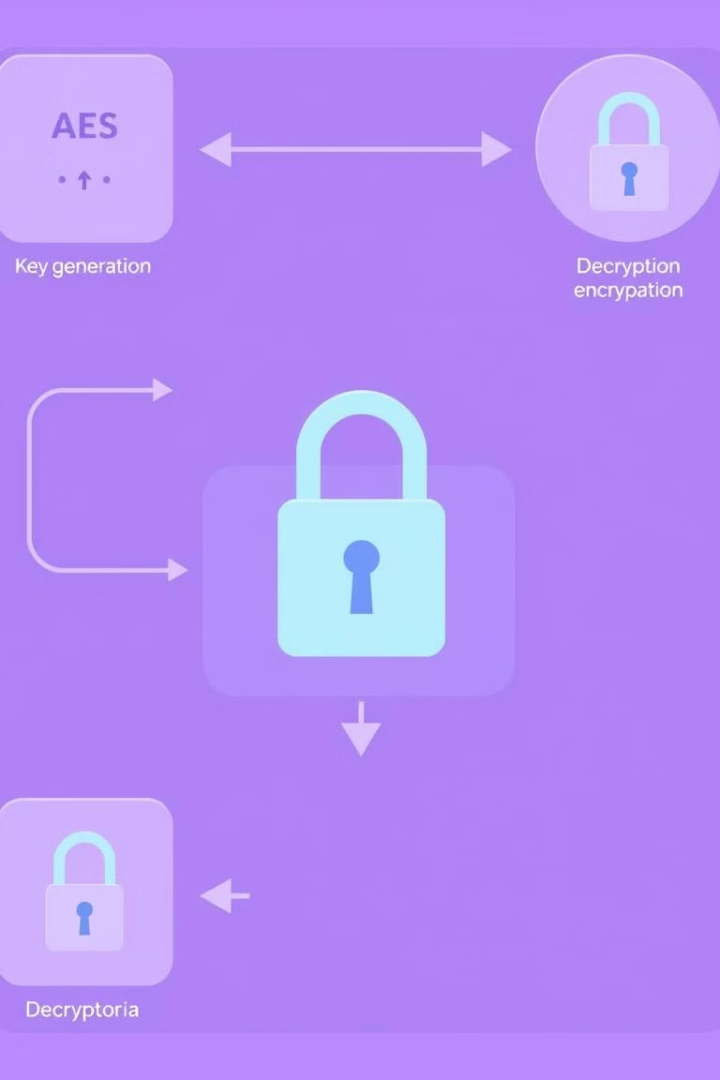 AES
Key generation
Decryption
encrypation
Decryptoria